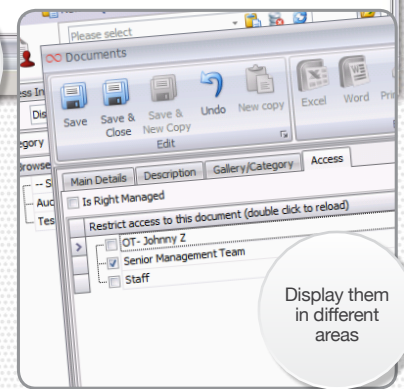 Please select
Documents
Save
Save & Close
Save & New Copy
Undo
New copy
Excel
Word
Edit
Main Details
Description
Gallery/Category
Access
Is Right Managed
Restrict access to this document (double click to reload)
OT- Johnny Z
Senior Management Team
Staff
Display them
in different
areas